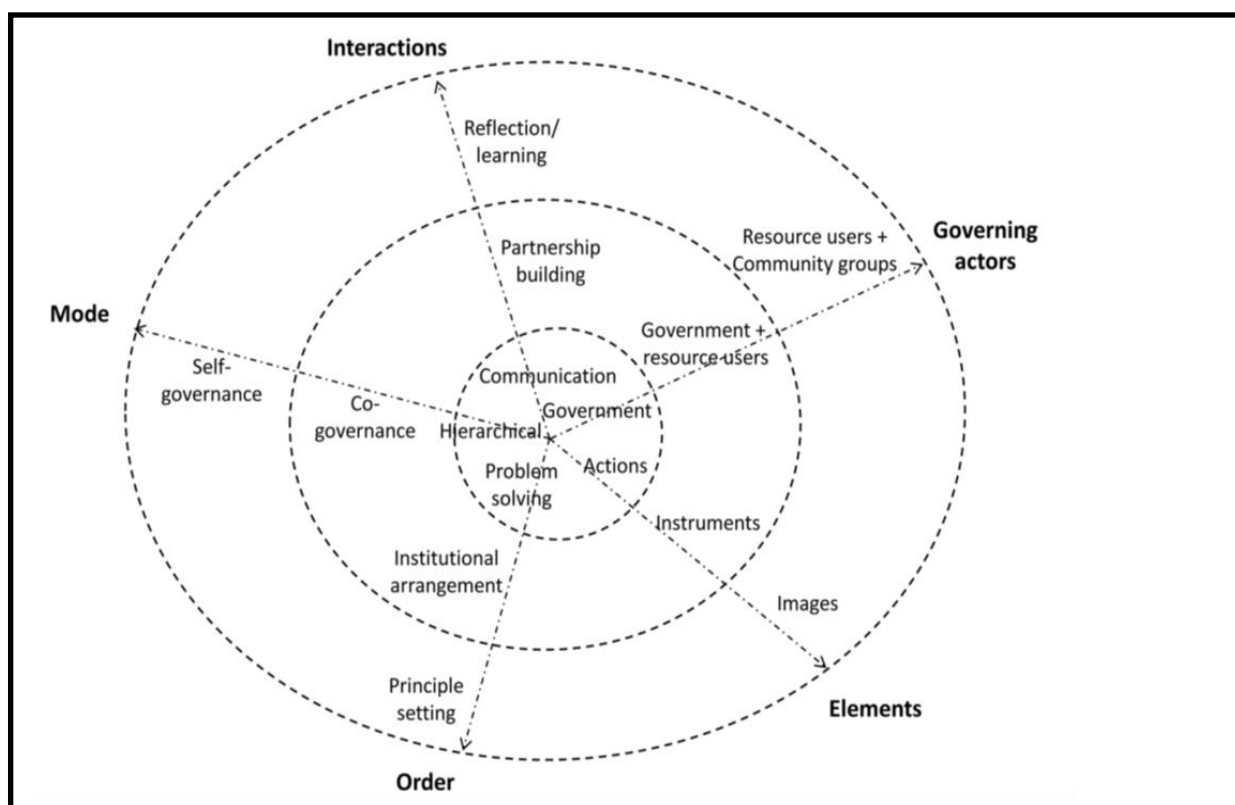 Interactions
Reflection/
learning
Governing
actors
Resource users +
Community groups
Partnership
building
Mode
Government +
resource users
Self-
governance
Communication
Co-
governance
Government
Hierarchical
Problem
solving
Actions
Instruments
Institutional
arrangement
Images
Principle
setting
Elements
Order